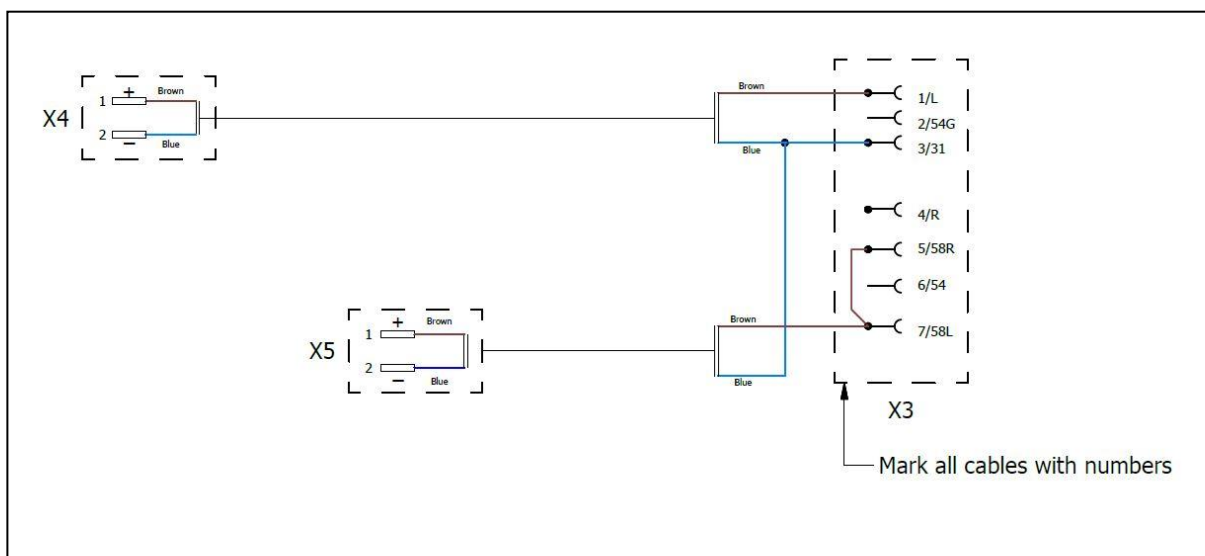 X4
1
+
Brown
2
−
Blue
Brown
Blue
1/L
2/54G
3/31
4/R
5/58R
6/54
7/58L
X5
1
+
Brown
2
−
Blue
Brown
Blue
X3
Mark all cables with numbers